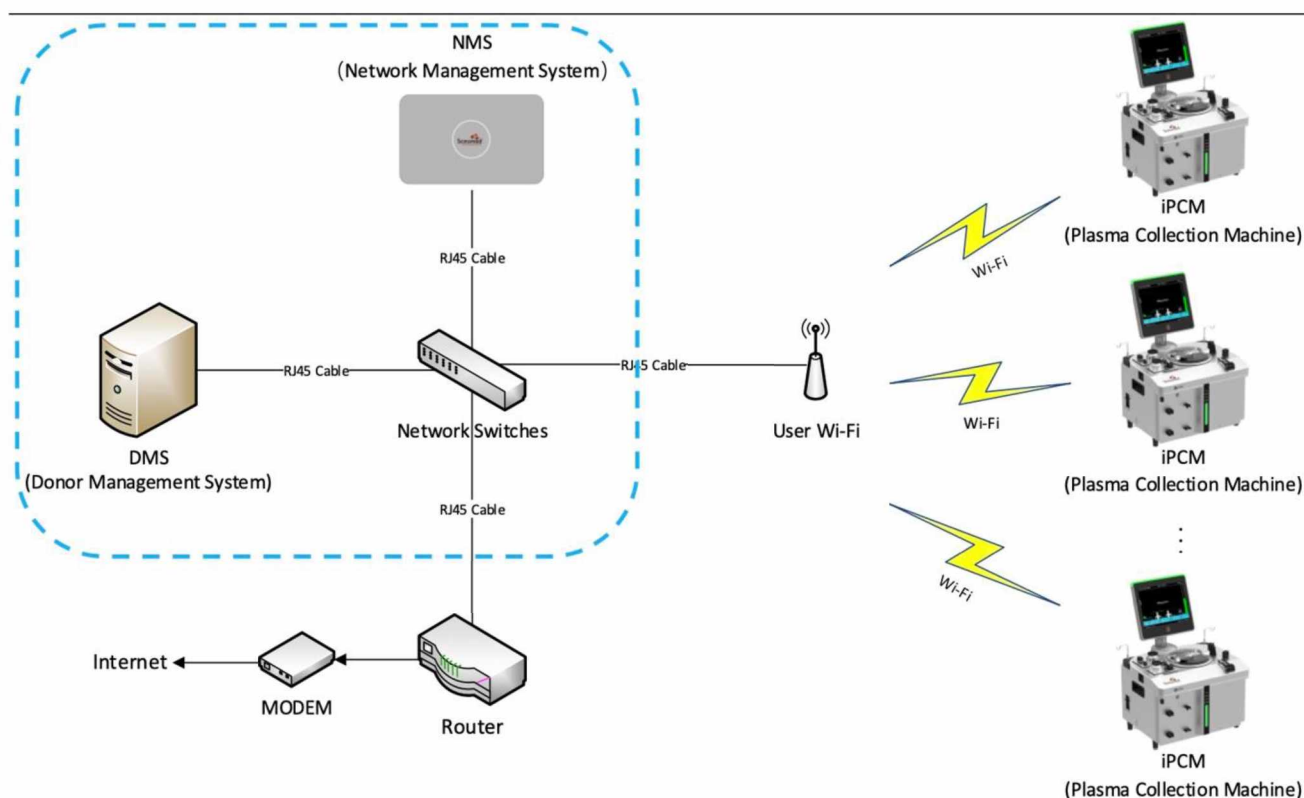 NMS
(Network Management System)
RJ45 Cable
RJ45 Cable
RJ45 Cable
Network Switches
User Wi-Fi
DMS
(Donor Management System)
RJ45 Cable
Internet
MODEM
Router
Wi-Fi
iPCM
(Plasma Collection Machine)
Wi-Fi
iPCM
(Plasma Collection Machine)
Wi-Fi
iPCM
(Plasma Collection Machine)